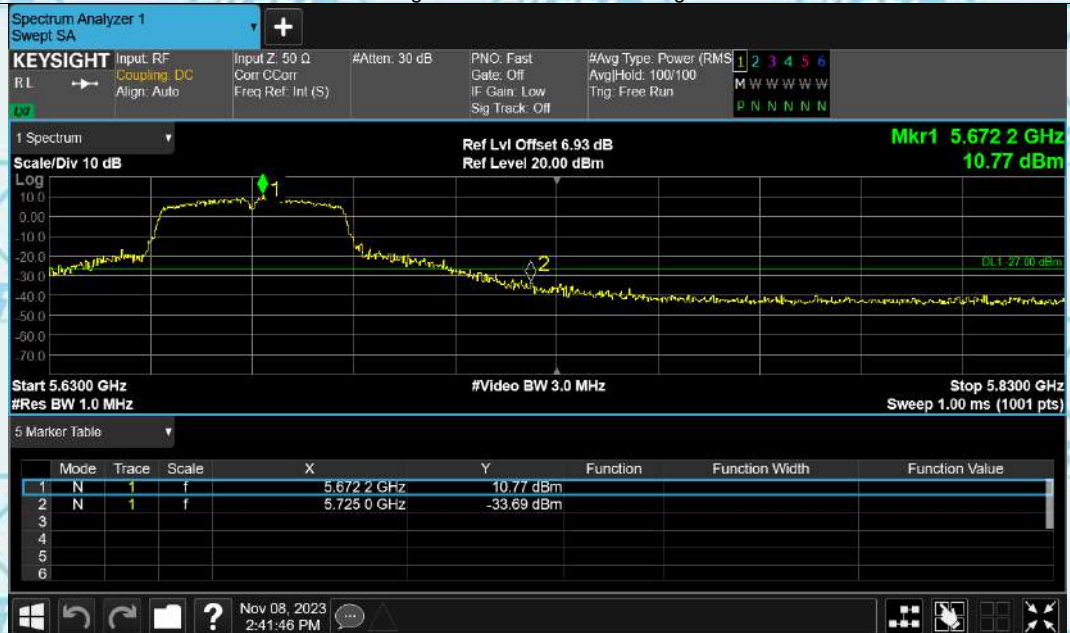 Spectrum Analyzer 1
Swept SA
+
KEYSIGHT Input: RF Input Z: 50 Ω #Atten: 30 dB PNO: Fast #Avg Type: Power (RMS 1 2 3 4 5 6
RL Coupling: DC Corr CCorr Gate: Off Avg|Hold: 100/100 M W W W W W
Align: Auto Freq Ref: Int (S) IF Gain: Low Trig: Free Run
Sig Track: Off P N N N N N
LXI
1 Spectrum
Ref Lvl Offset 6.93 dB Mkr1 5.672 2 GHz
Scale/Div 10 dB Ref Level 20.00 dBm 10.77 dBm
Log
1
10.0
0.00
-10.0
-20.0
2
DL1 -27.00 dBm
-30.0
-40.0
-50.0
-60.0
-70.0
Start 5.6300 GHz #Video BW 3.0 MHz Stop 5.8300 GHz
#Res BW 1.0 MHz Sweep 1.00 ms (1001 pts)
5 Marker Table
Mode Trace Scale X Y Function Function Width Function Value
1 N 1 f 5.672 2 GHz 10.77 dBm
2 N 1 f 5.725 0 GHz -33.69 dBm
3
4
5
6
?
Nov 08, 2023
2:41:46 PM